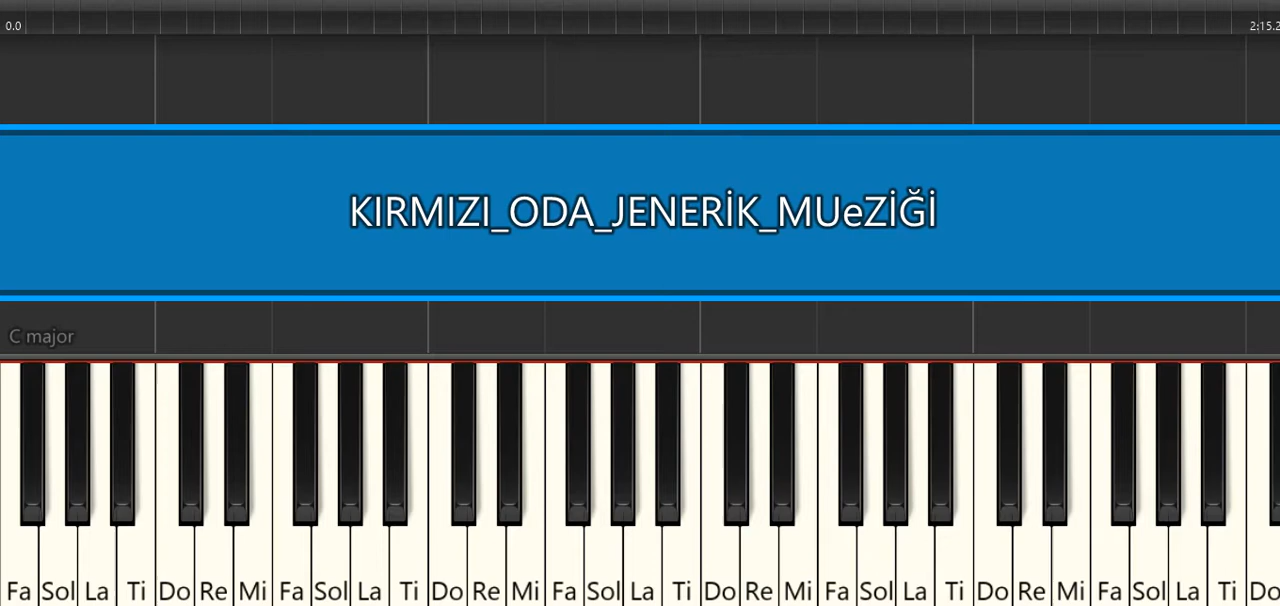 0.0 2:15.2
KIRMIZI_ODA_JENERİK_MUeZİĞİ
C major
Fa Sol La Ti Do Re Mi Fa Sol La Ti Do Re Mi Fa Sol La Ti Do Re Mi Fa Sol La Ti Do Re Mi Fa Sol La Ti Do